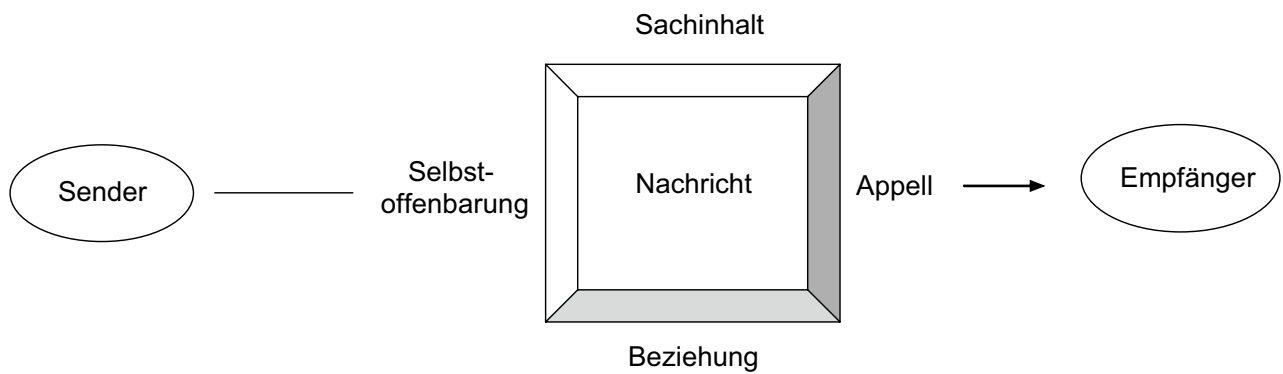 Sachinhalt
Sender
Selbst-
offenbarung
Nachricht
Appell
Empfänger
Beziehung